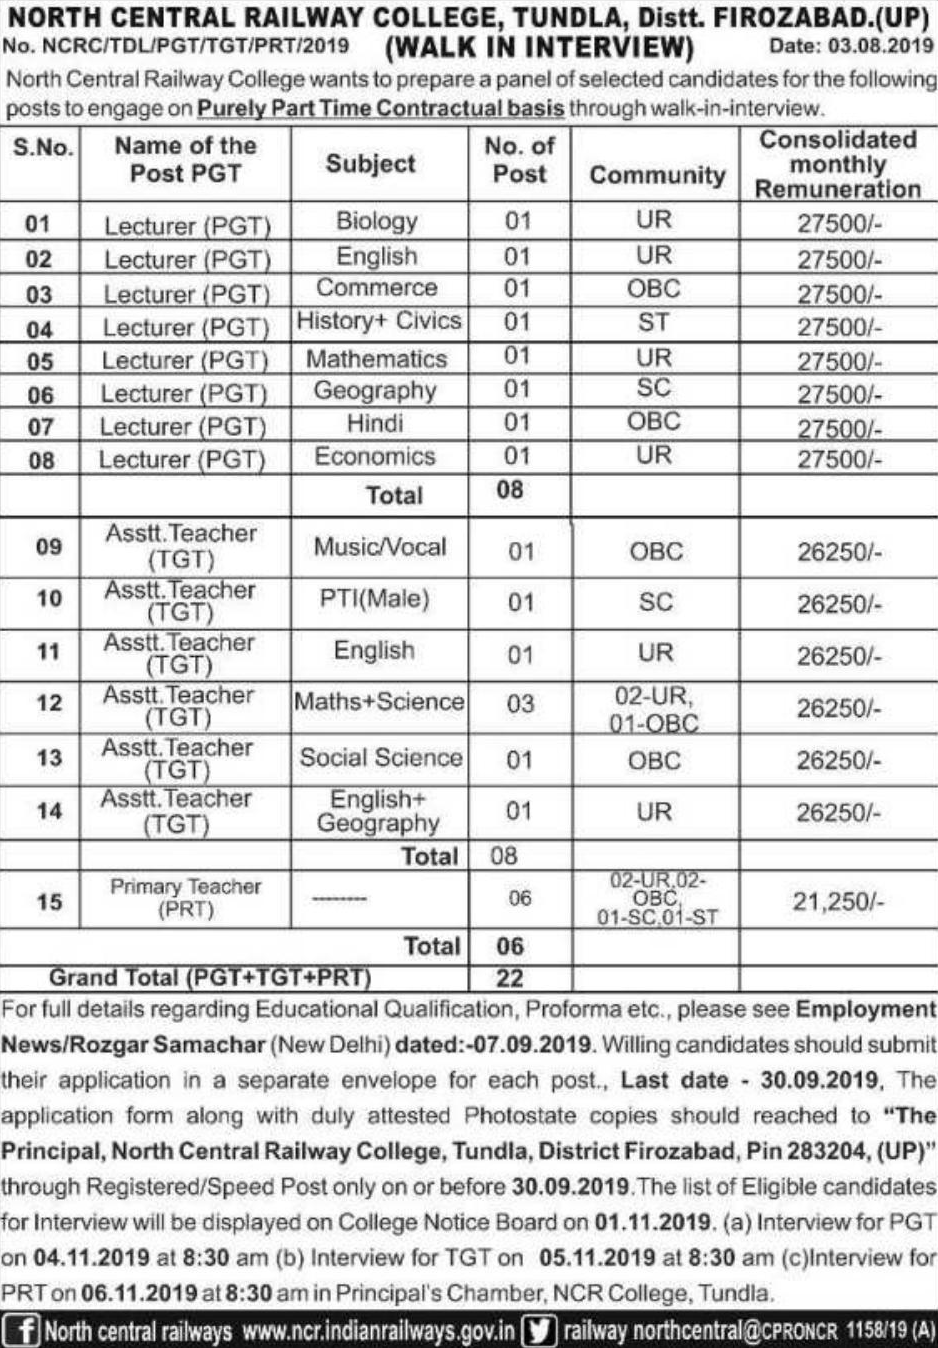 NORTH CENTRAL RAILWAY COLLEGE, TUNDLA, Distt. FIROZABAD.(UP)
No. NCRC/TDL/PGT/TGT/PRT/2019 (WALK IN INTERVIEW) Date: 03.08.2019
North Central Railway College wants to prepare a panel of selected candidates for the following
posts to engage on Purely Part Time Contractual basis through walk-in-interview.
S.No. Name of the Post PGT Subject No. of Post Community Consolidated monthly Remuneration
01 Lecturer (PGT) Biology 01 UR 27500/-
02 Lecturer (PGT) English 01 UR 27500/-
03 Lecturer (PGT) Commerce 01 OBC 27500/-
04 Lecturer (PGT) History+ Civics 01 ST 27500/-
05 Lecturer (PGT) Mathematics 01 UR 27500/-
06 Lecturer (PGT) Geography 01 SC 27500/-
07 Lecturer (PGT) Hindi 01 OBC 27500/-
08 Lecturer (PGT) Economics 01 UR 27500/-
Total 08
09 Asstt.Teacher (TGT) Music/Vocal 01 OBC 26250/-
10 Asstt.Teacher (TGT) PTI(Male) 01 SC 26250/-
11 Asstt.Teacher (TGT) English 01 UR 26250/-
12 Asstt.Teacher (TGT) Maths+Science 03 02-UR, 01-OBC 26250/-
13 Asstt.Teacher (TGT) Social Science 01 OBC 26250/-
14 Asstt.Teacher (TGT) English+ Geography 01 UR 26250/-
Total 08
15 Primary Teacher (PRT) -------- 06 02-UR,02-OBC, 01-SC,01-ST 21,250/-
Total 06
Grand Total (PGT+TGT+PRT) 22
For full details regarding Educational Qualification, Proforma etc., please see Employment
News/Rozgar Samachar (New Delhi) dated:-07.09.2019. Willing candidates should submit
their application in a separate envelope for each post., Last date - 30.09.2019, The
application form along with duly attested Photostate copies should reached to “The
Principal, North Central Railway College, Tundla, District Firozabad, Pin 283204, (UP)”
through Registered/Speed Post only on or before 30.09.2019.The list of Eligible candidates
for Interview will be displayed on College Notice Board on 01.11.2019. (a) Interview for PGT
on 04.11.2019 at 8:30 am (b) Interview for TGT on 05.11.2019 at 8:30 am (c)Interview for
PRT on 06.11.2019 at 8:30 am in Principal's Chamber, NCR College, Tundla.
f North central railways www.ncr.indianrailways.gov.in railway northcentral@CPRONCR 1158/19 (A)